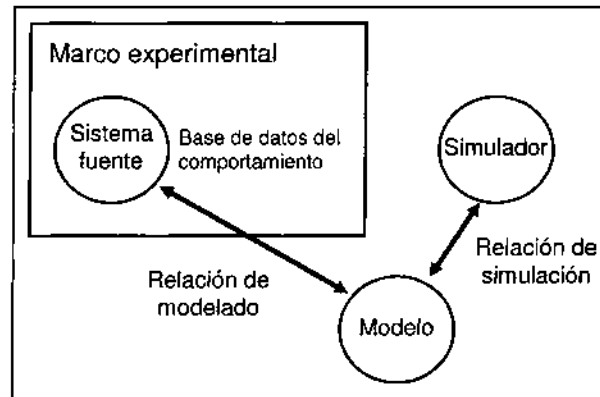 Marco experimental
Sistema
fuente
Base de datos del
comportamiento
Simulador
Relación de
modelado
Relación de
simulación
Modelo